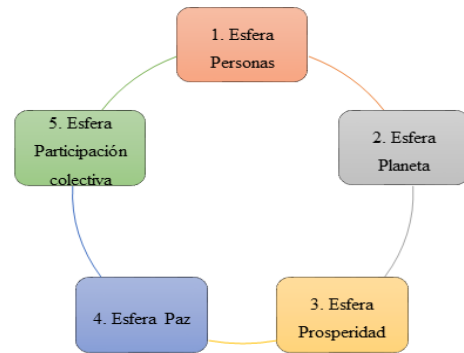 1. Esfera
Personas
2. Esfera
Planeta
3. Esfera
Prosperidad
4. Esfera Paz
5. Esfera
Participación
colectiva